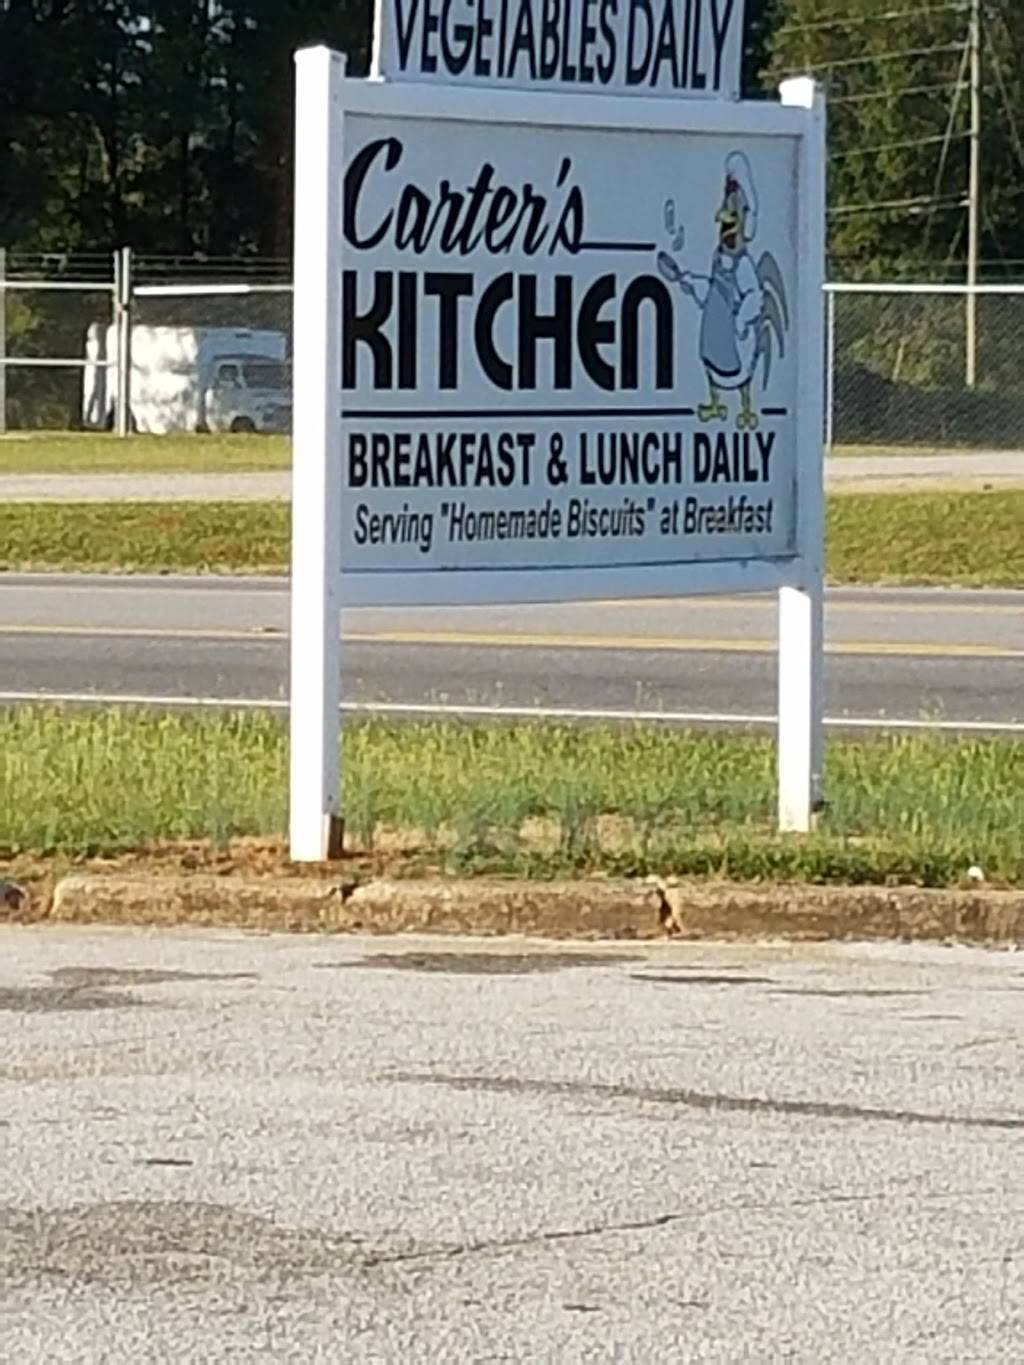 VEGETABLES DAILY
Carter's
KITCHEN
BREAKFAST & LUNCH DAILY
Serving "Homemade Biscuits" at Breakfast